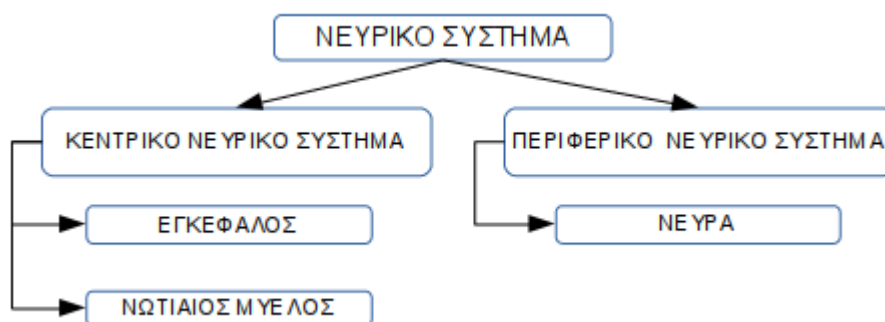 ΝΕΥΡΙΚΟ ΣΥΣΤΗΜΑ
ΚΕΝΤΡΙΚΟ ΝΕΥΡΙΚΟ ΣΥΣΤΗΜΑ
ΠΕΡΙΦΕΡΙΚΟ ΝΕΥΡΙΚΟ ΣΥΣΤΗΜΑ
ΕΓΚΕΦΑΛΟΣ
ΝΕΥΡΑ
ΝΩΤΙΑΙΟΣ ΜΥΕΛΟΣ